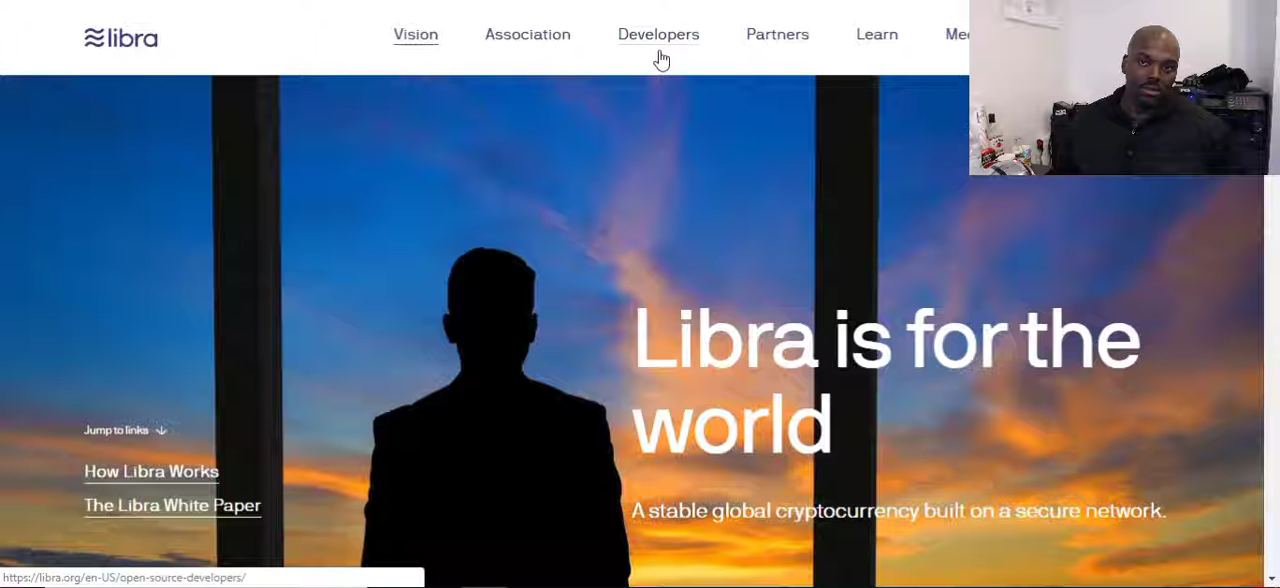 libra
Vision Association Developers Partners Learn
Libra is for the
world
Jump to links ↓
How Libra Works
The Libra White Paper
A stable global cryptocurrency built on a secure network.
https://libra.org/en-US/open-source-developers/